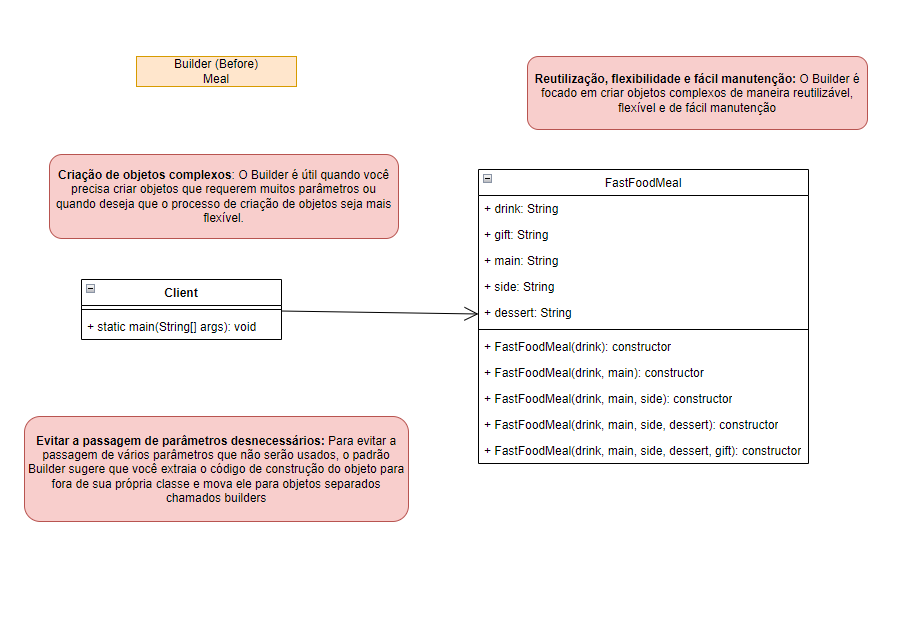 Builder (Before)
Meal
Reutilização, flexibilidade e fácil manutenção: O Builder é
focado em criar objetos complexos de maneira reutilizável,
flexível e de fácil manutenção
Criação de objetos complexos: O Builder é útil quando você
precisa criar objetos que requerem muitos parâmetros ou
quando deseja que o processo de criação de objetos seja mais
flexível.
FastFoodMeal
+ drink: String
+ gift: String
+ main: String
+ side: String
+ dessert: String
+ FastFoodMeal(drink): constructor
+ FastFoodMeal(drink, main): constructor
+ FastFoodMeal(drink, main, side): constructor
+ FastFoodMeal(drink, main, side, dessert): constructor
+ FastFoodMeal(drink, main, side, dessert, gift): constructor
Client
+ static main(String[] args): void
Evitar a passagem de parâmetros desnecessários: Para evitar a
passagem de vários parâmetros que não serão usados, o padrão
Builder sugere que você extraia o código de construção do objeto para
fora de sua própria classe e mova ele para objetos separados
chamados builders